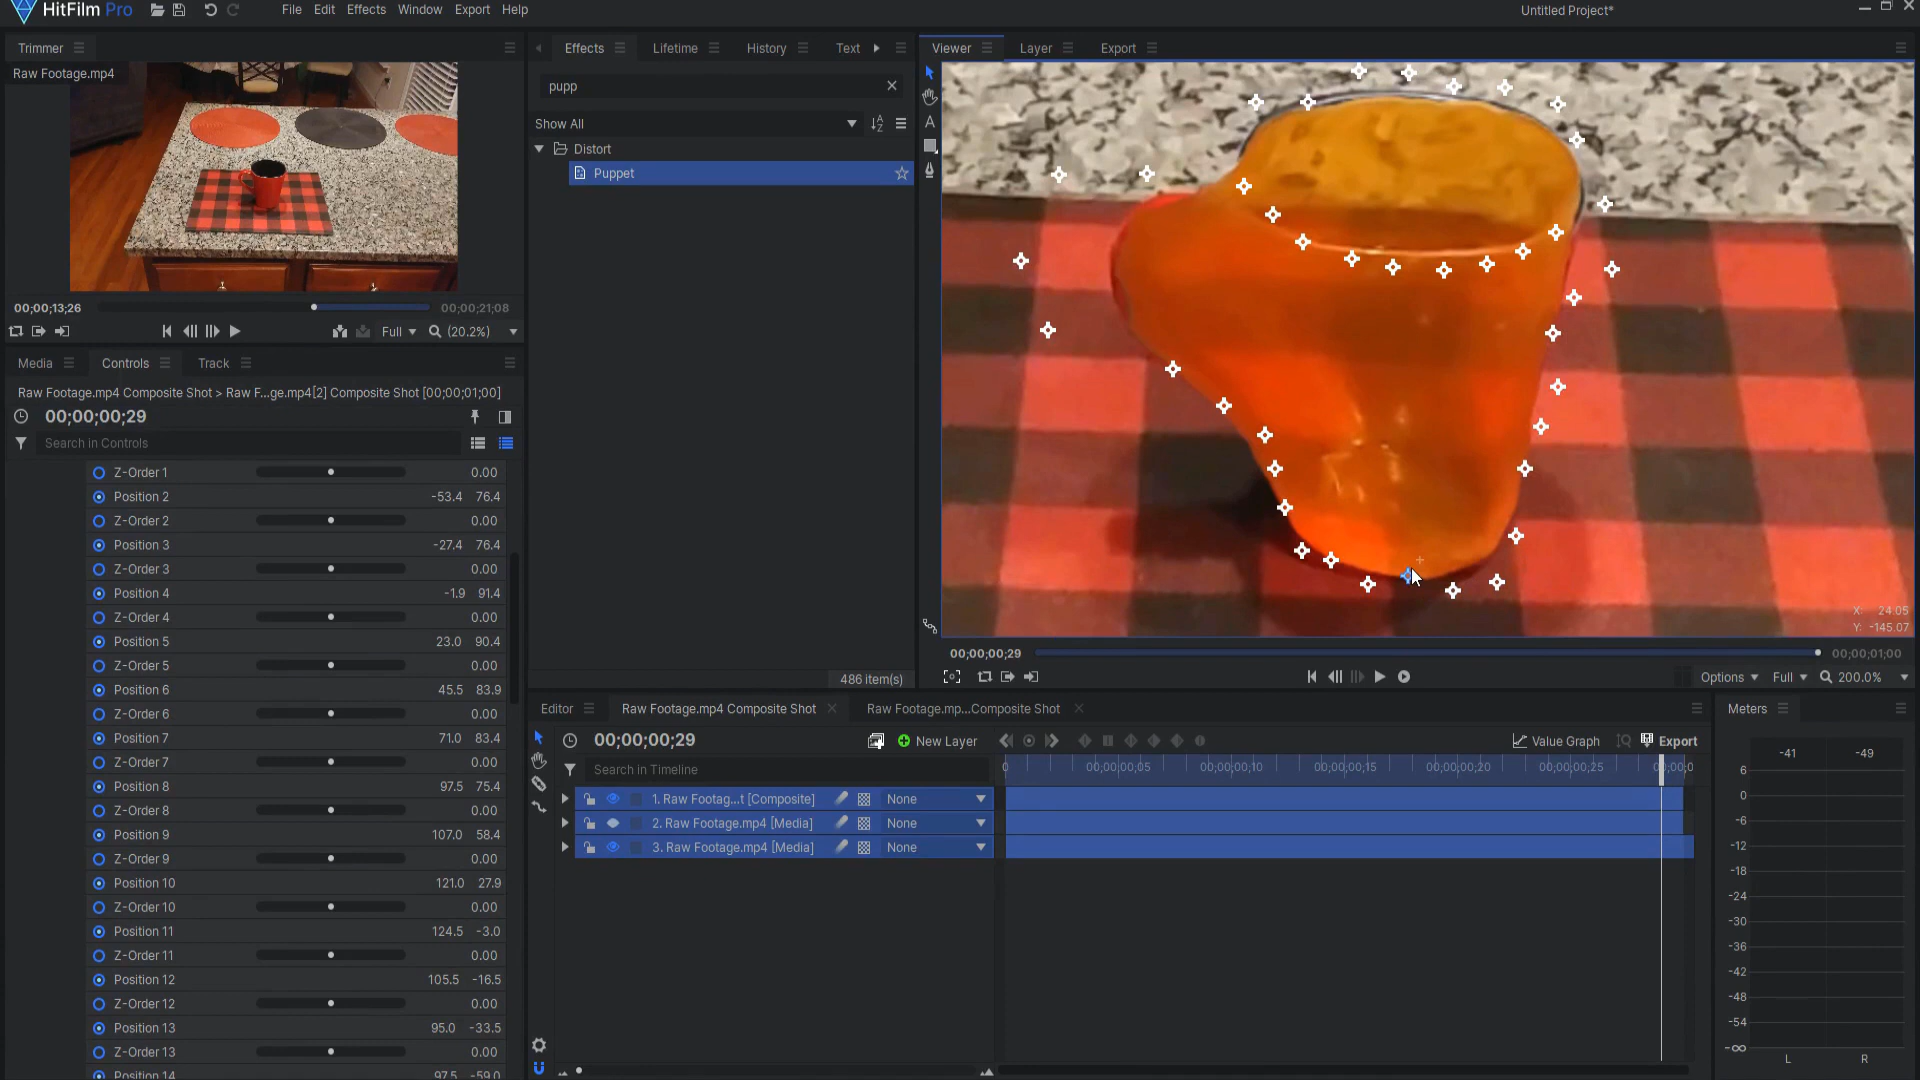 HitFilm Pro
File Edit Effects Window Export Help
Untitled Project*
Trimmer
Raw Footage.mp4
00;00;13;26
00;00;21;08
Full
(20.2%)
Media
Controls
Track
Raw Footage.mp4 Composite Shot > Raw F...ge.mp4[2] Composite Shot [00;00;01;00]
00;00;00;29
Search in Controls
Z-Order 1 0.00
Position 2 -53.4 76.4
Z-Order 2 0.00
Position 3 -27.4 76.4
Z-Order 3 0.00
Position 4 -1.9 91.4
Z-Order 4 0.00
Position 5 23.0 90.4
Z-Order 5 0.00
Position 6 45.5 83.9
Z-Order 6 0.00
Position 7 71.0 83.4
Z-Order 7 0.00
Position 8 97.5 75.4
Z-Order 8 0.00
Position 9 107.0 58.4
Z-Order 9 0.00
Position 10 121.0 27.9
Z-Order 10 0.00
Position 11 124.5 -3.0
Z-Order 11 0.00
Position 12 105.5 -16.5
Z-Order 12 0.00
Position 13 95.0 -33.5
Z-Order 13 0.00
Position 14 97.5 -59.0
Effects
Lifetime
History
Text
pupp
Show All
Distort
Puppet
486 item(s)
Viewer
Layer
Export
X: 24.05
Y: -145.07
00;00;00;29
00;00;01;00
Options
Full
200.0%
Editor
Raw Footage.mp4 Composite Shot
Raw Footage.mp...Composite Shot
00;00;00;29
New Layer
Value Graph
Export
Search in Timeline
0 00;00;00;05 00;00;00;10 00;00;00;15 00;00;00;20 00;00;00;25
1. Raw Footag...t [Composite] None
2. Raw Footage.mp4 [Media] None
3. Raw Footage.mp4 [Media] None
Meters
-41 -49
6
0
-6
-12
-18
-24
-30
-36
-42
-48
-54
-∞
L R